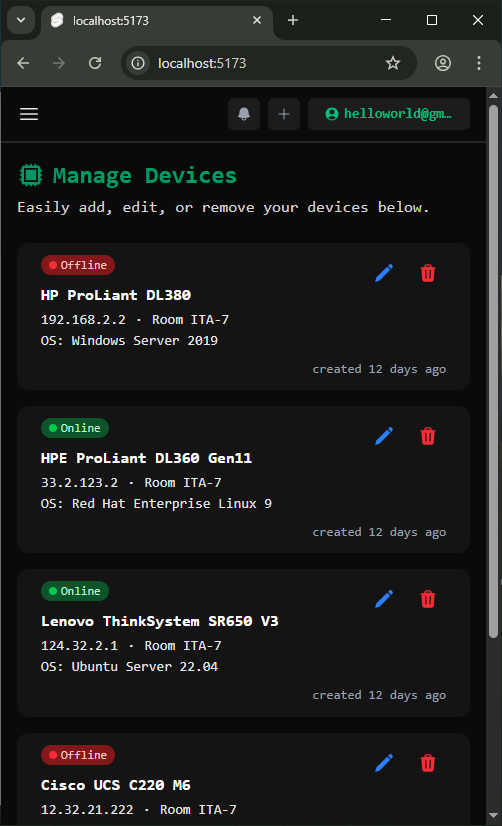 localhost:5173
localhost:5173
helloworld@gm…
Manage Devices
Easily add, edit, or remove your devices below.
Offline
HP ProLiant DL380
192.168.2.2 · Room ITA-7
OS: Windows Server 2019
created 12 days ago
Online
HPE ProLiant DL360 Gen11
33.2.123.2 · Room ITA-7
OS: Red Hat Enterprise Linux 9
created 12 days ago
Online
Lenovo ThinkSystem SR650 V3
124.32.2.1 · Room ITA-7
OS: Ubuntu Server 22.04
created 12 days ago
Offline
Cisco UCS C220 M6
12.32.21.222 · Room ITA-7